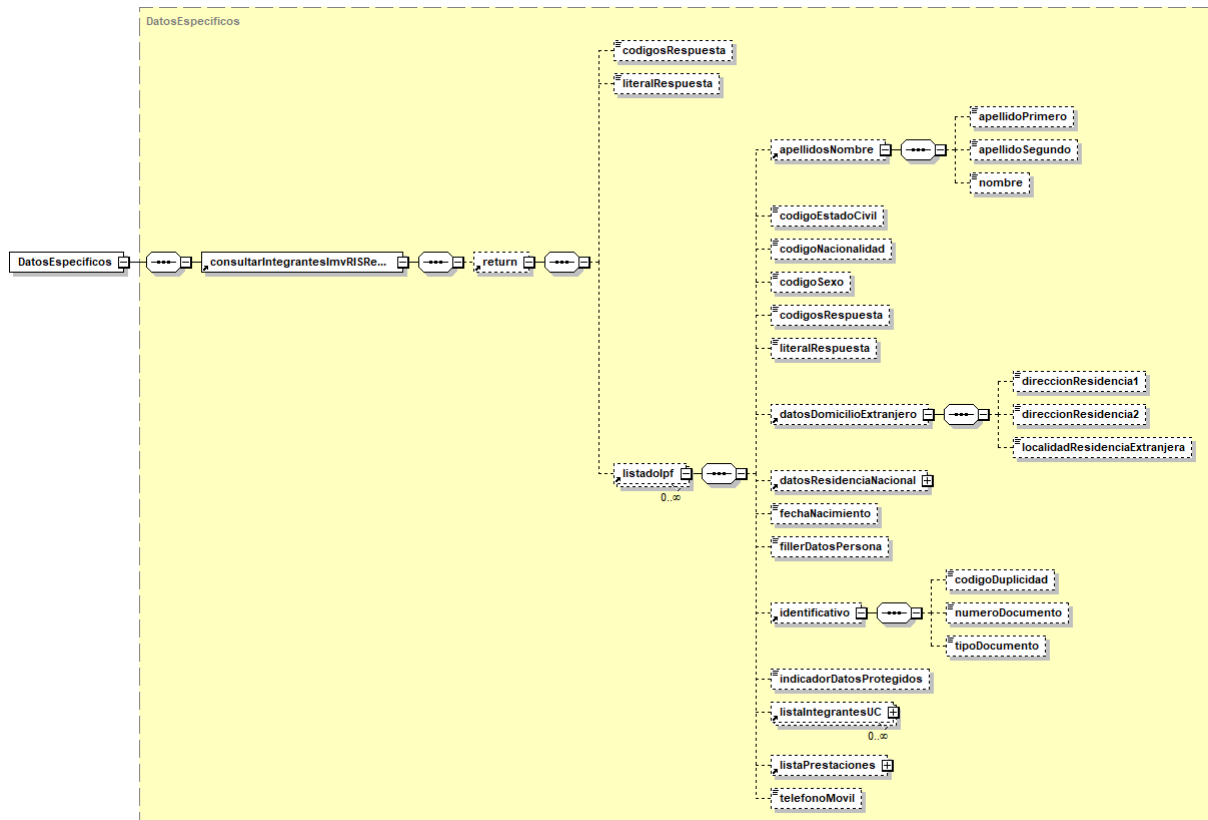 DatosEspecificos
codigosRespuesta
literalRespuesta
apellidoPrimero
apellidosNombre
apellidoSegundo
nombre
codigoEstadoCivil
codigoNacionalidad
DatosEspecificos
consultarIntegrantesImvRISRe...
return
codigoSexo
codigosRespuesta
literalRespuesta
direccionResidencia1
datosDomicilioExtranjero
direccionResidencia2
localidadResidenciaExtranjera
listadoIpf
0..∞
datosResidenciaNacional
fechaNacimiento
fillerDatosPersona
codigoDuplicidad
identificativo
numeroDocumento
tipoDocumento
indicadorDatosProtegidos
listaIntegrantesUC
0..∞
listaPrestaciones
telefonoMovil